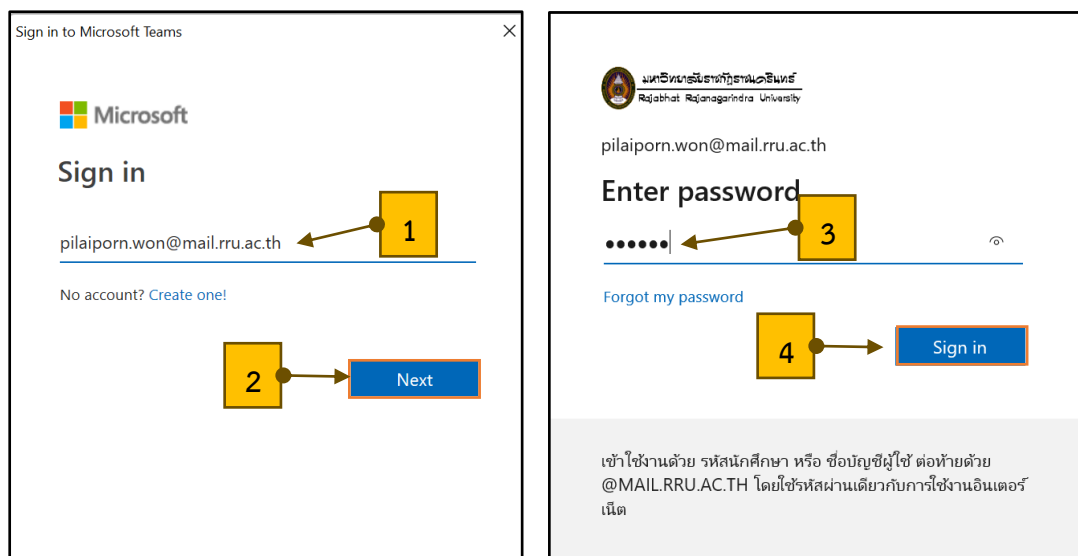 Sign in to Microsoft Teams
Microsoft
Sign in
1
pilaiporn.won@mail.rru.ac.th
No account? Create one!
2
Next
มหาวิทยาลัยราชภัฏราชนครินทร์
Rajabhat Rajanagarindra University
pilaiporn.won@mail.rru.ac.th
Enter password
3
Forgot my password
4
Sign in
เข้าใช้งานด้วย รหัสนักศึกษา หรือ ชื่อบัญชีผู้ใช้ ต่อท้ายด้วย
@MAIL.RRU.AC.TH โดยใช้รหัสผ่านเดียวกับการใช้งานอินเตอร์
เน็ต